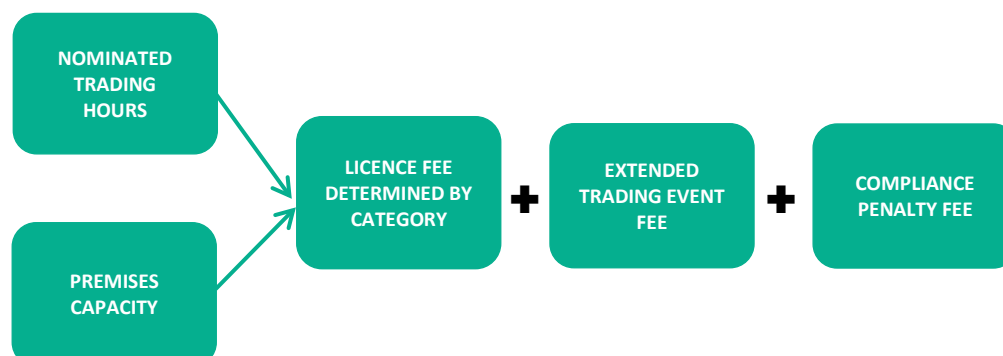 NOMINATED
TRADING
HOURS
PREMISES
CAPACITY
LICENCE FEE
DETERMINED BY
CATEGORY
EXTENDED
TRADING EVENT
FEE
COMPLIANCE
PENALTY FEE